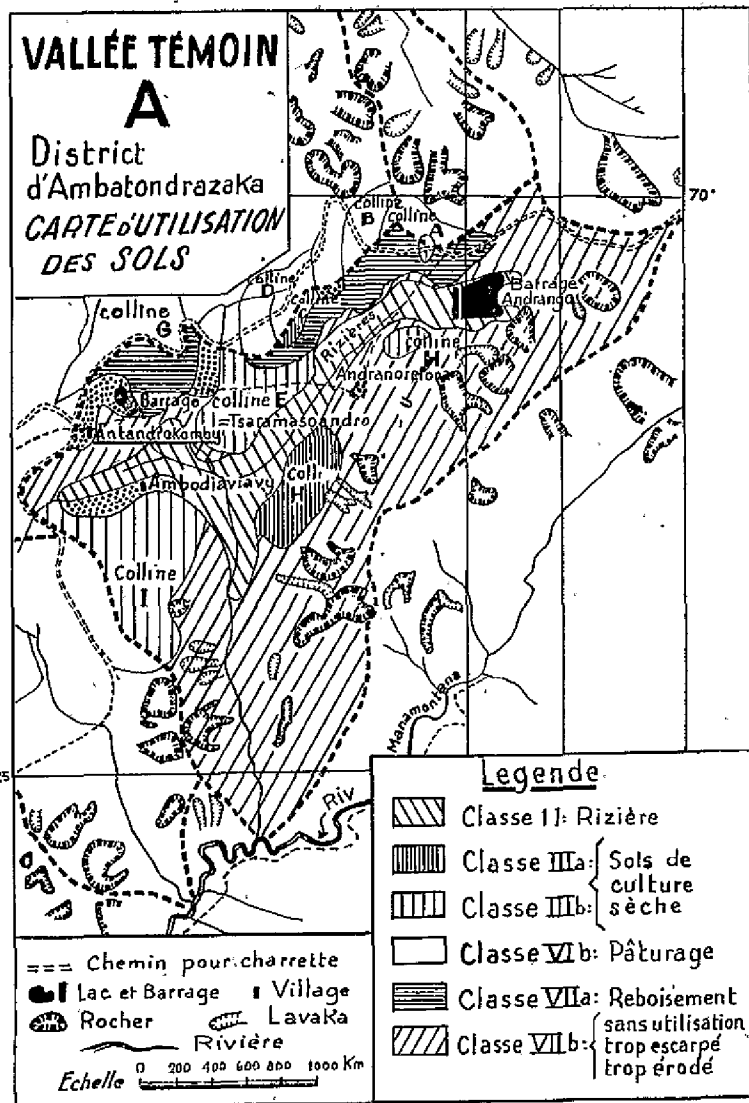 VALLÉE TÉMOIN
A
District
d'Ambatondrazaka
CARTE d'UTILISATION
DES SOLS
70°
colline
B
colline
A
colline
D
colline
C
colline
G
Barrage
Andrango
Rizières
colline
H
Andranorefona
Barrage
colline E
Tsaramasoandro
Antandrokomby
Ambodiaviavy
Coll.
H
Colline
I
Manamontana
Riv
Legende
Classe II: Rizière
Classe IIIa:
Classe IIIb:
Sols de
culture
sèche
Classe VIb: Pâturage
Classe VIIa: Reboisement
Classe VIIb:
sans utilisation
trop escarpé
trop érodé
Chemin pour charrette
Lac et Barrage
Village
Rocher
Lavaka
Rivière
Echelle
0 200 400 600 800 1000 Km